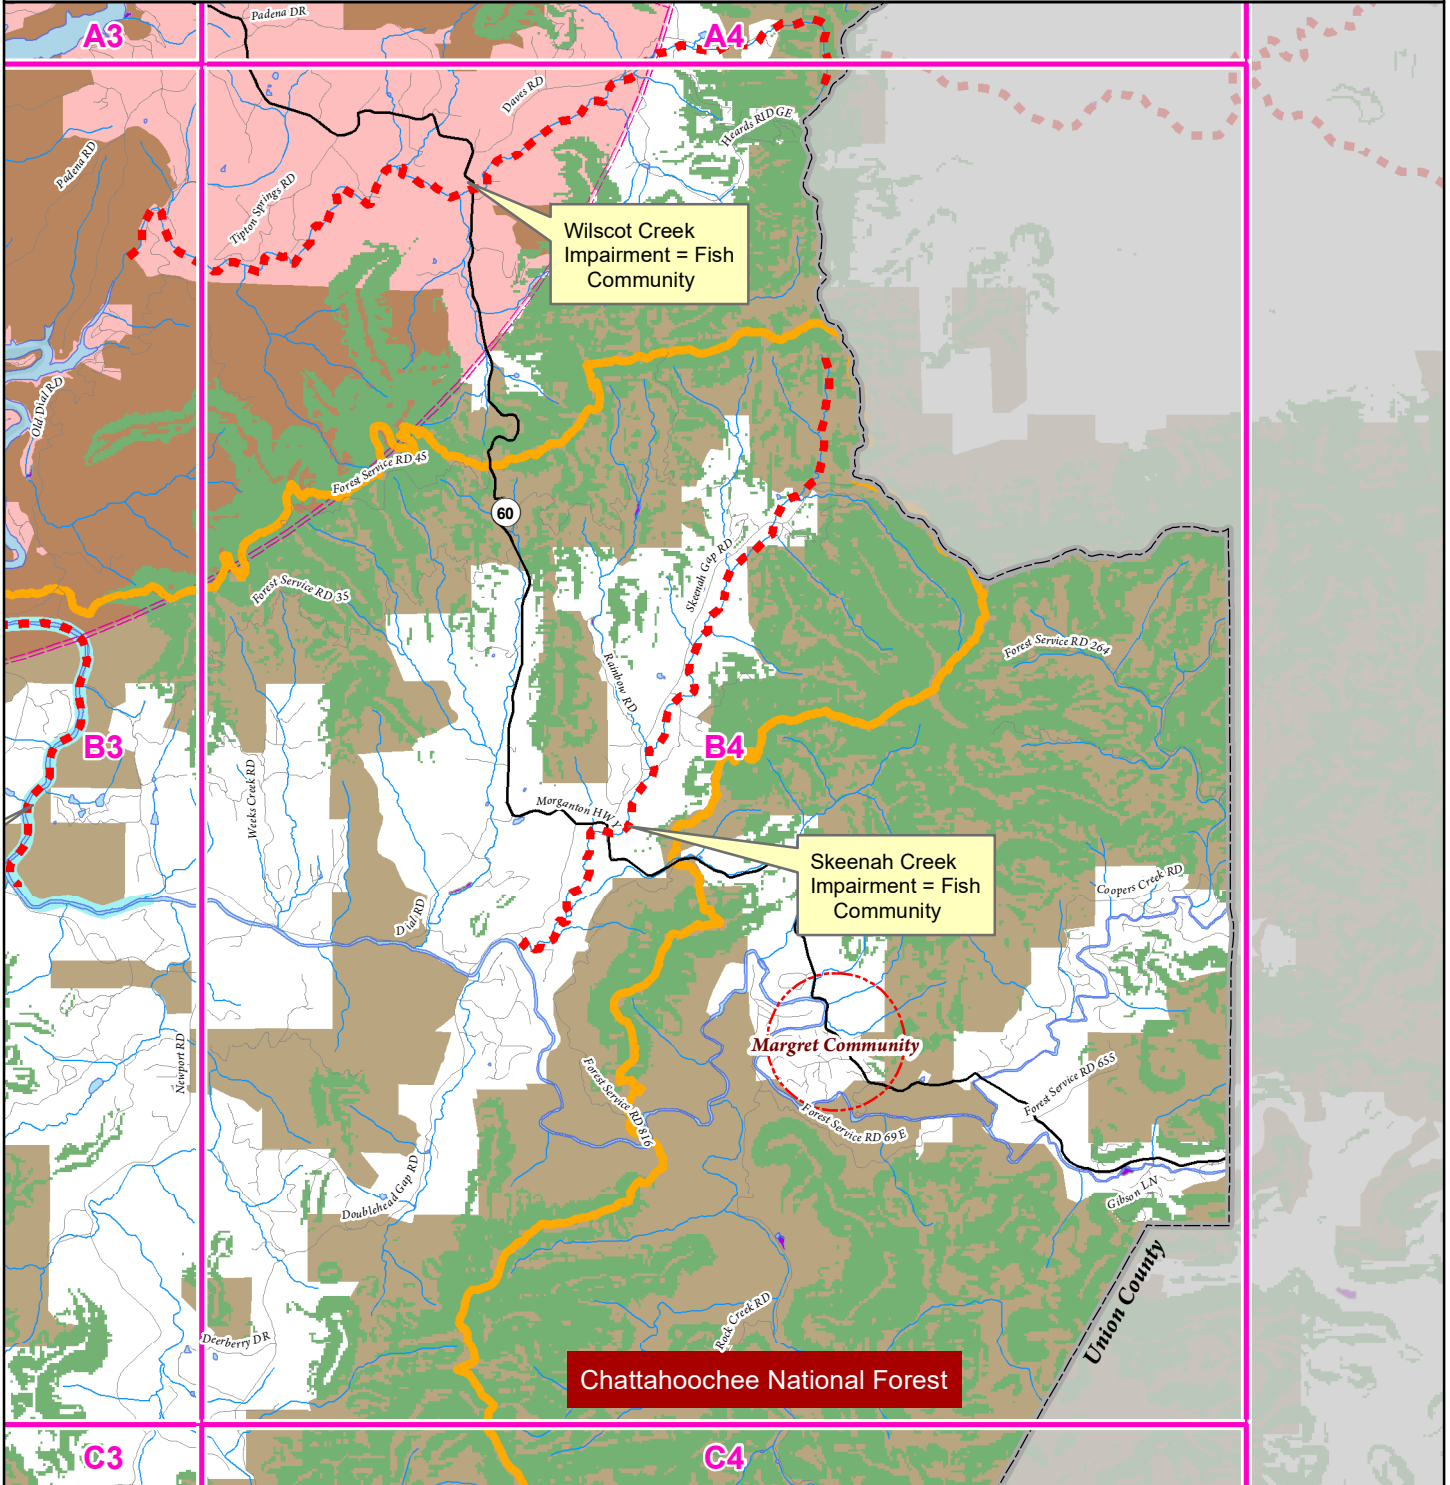 Padena DR
A3
A4
Daves RD
Heards RIDGE
Padena RD
Tipton Springs RD
Wilscot Creek
Impairment = Fish
Community
Old Dial RD
Forest Service RD 45
60
Skeenah Gap RD
Forest Service RD 35
Forest Service RD 264
Rainbow RD
B3
B4
Weeks Creek RD
Morganton HWY
Skeenah Creek
Impairment = Fish
Community
Coopers Creek RD
Dial RD
Margret Community
Newport RD
Forest Service RD 655
Forest Service RD 816
Forest Service RD 69 E
Doublehead Gap RD
Gibson LN
Union County
Rock Creek RD
Deerberry DR
Chattahoochee National Forest
C3
C4